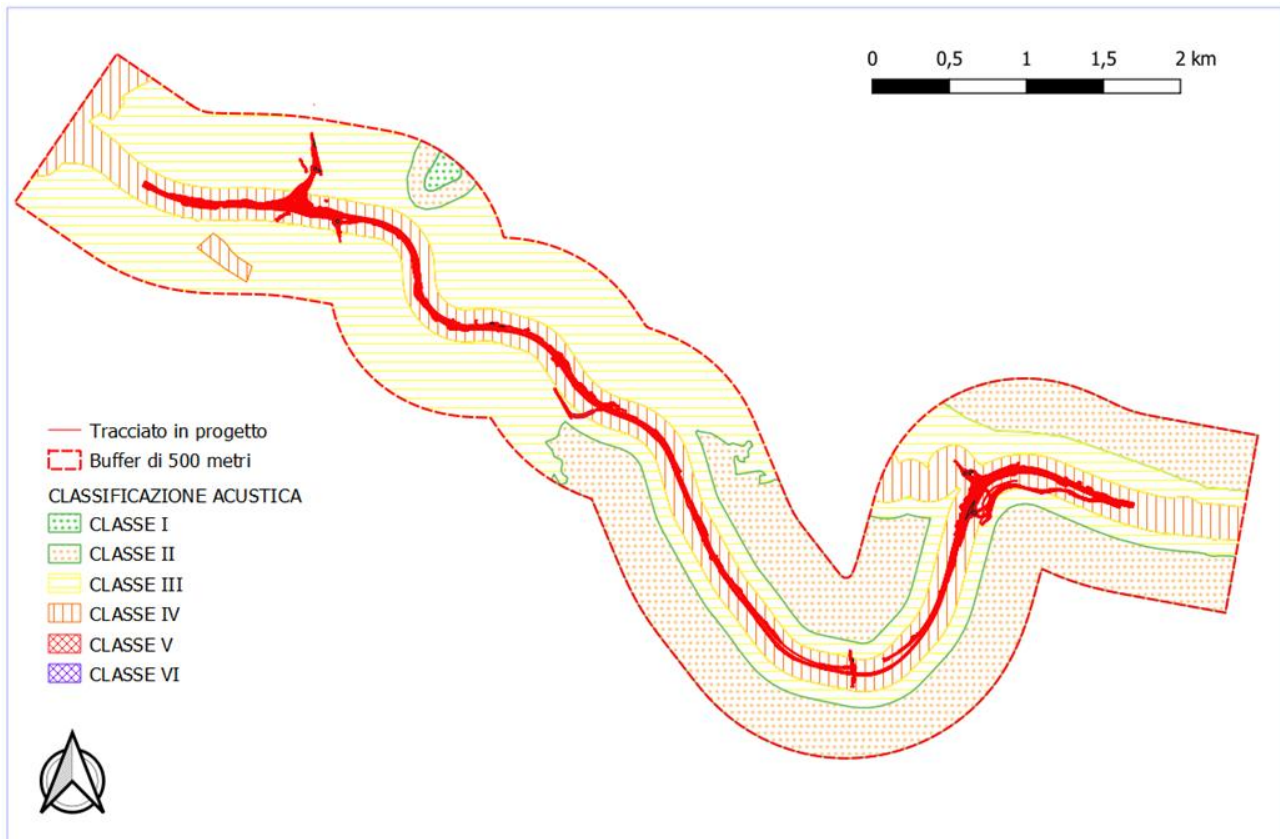 0 0,5 1 1,5 2 km
Tracciato in progetto
Buffer di 500 metri
CLASSIFICAZIONE ACUSTICA
CLASSE I
CLASSE II
CLASSE III
CLASSE IV
CLASSE V
CLASSE VI